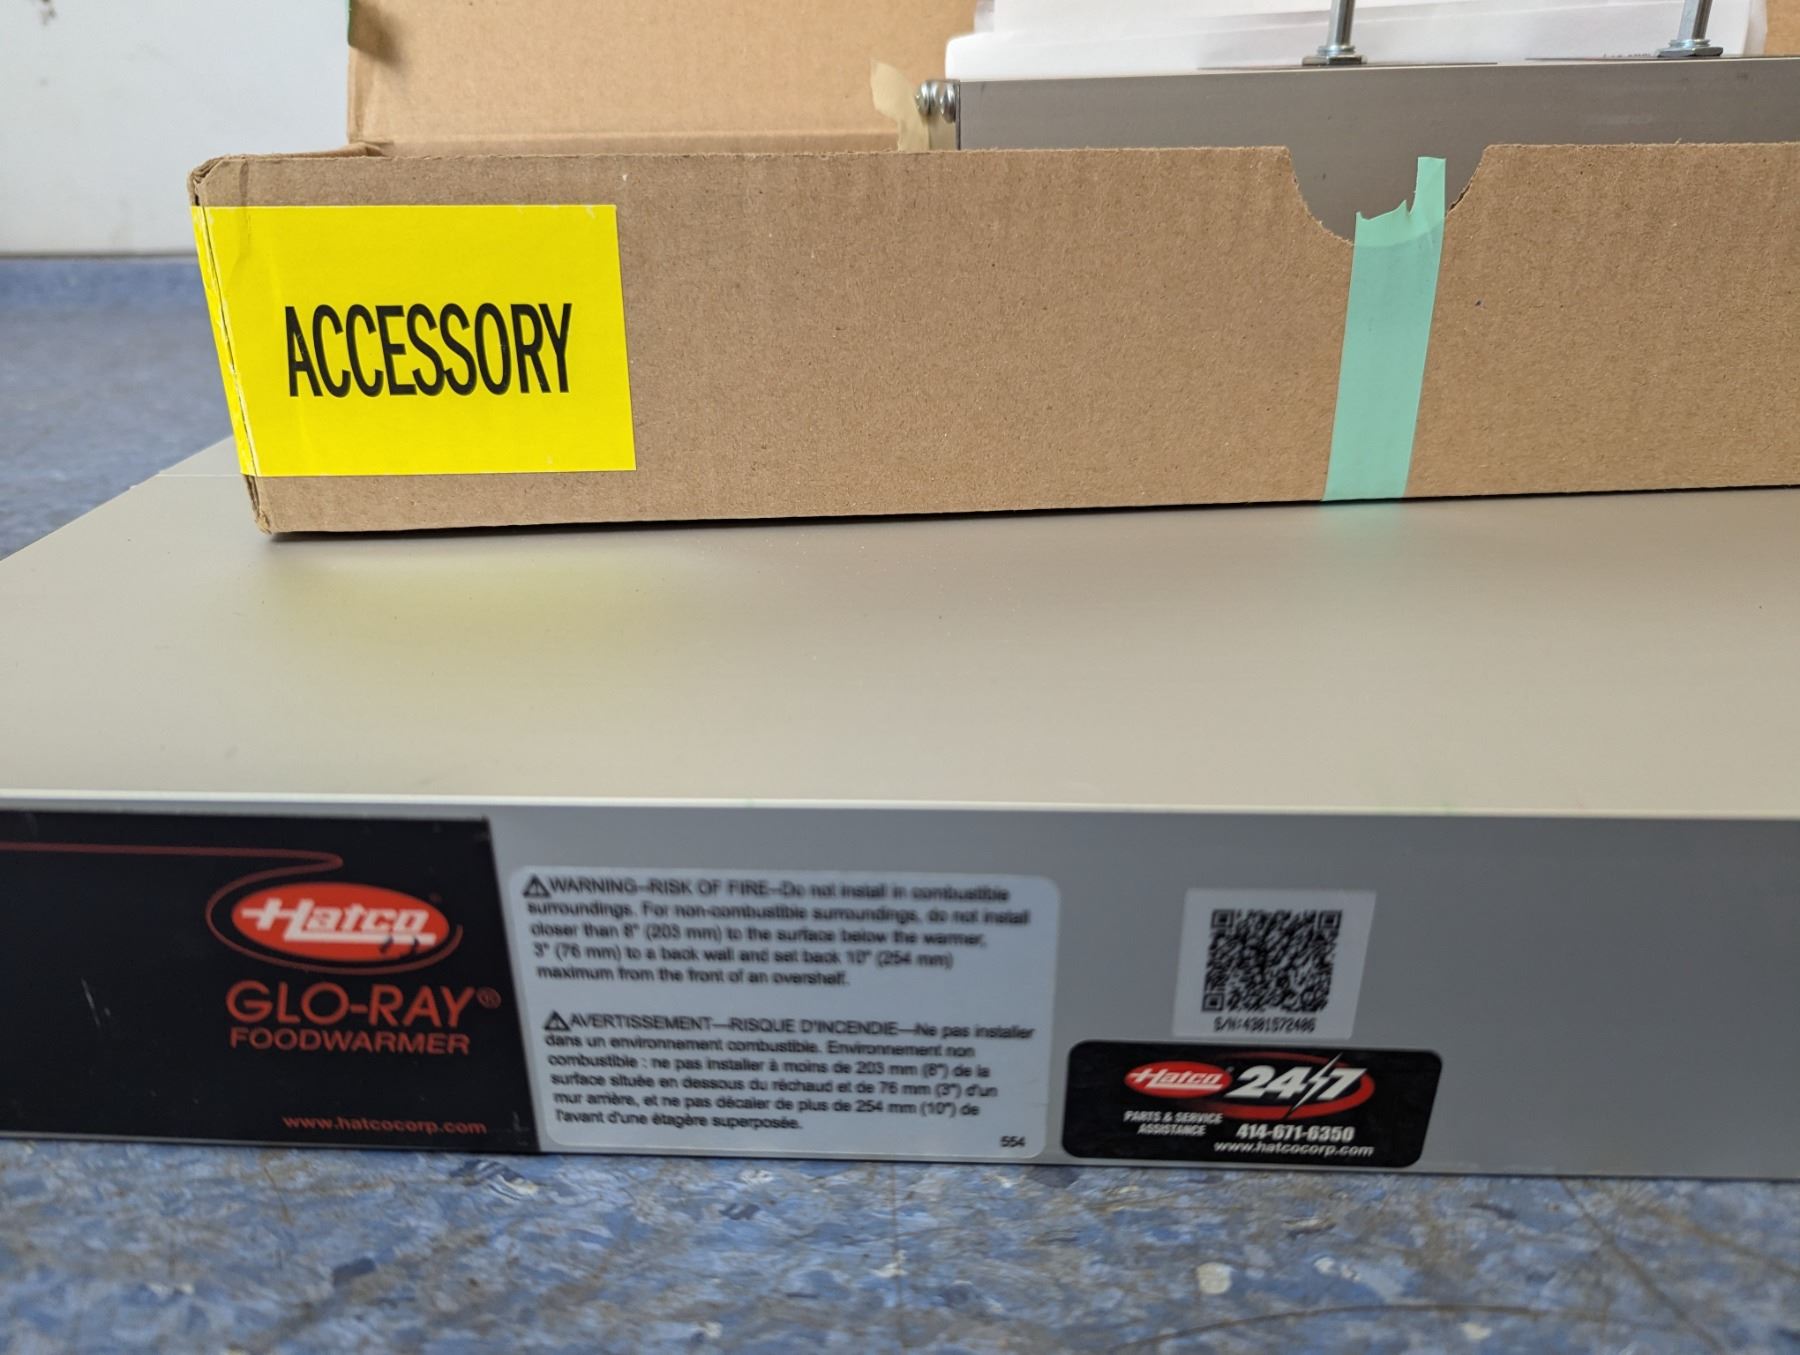 ACCESSORY
Hatco
GLO-RAY®
FOODWARMER
www.hatcocorp.com
⚠WARNING—RISK OF FIRE—Do not install in combustible
surroundings. For non-combustible surroundings, do not install
closer than 8" (203 mm) to the surface below the warmer,
3" (76 mm) to a back wall and set back 10" (254 mm)
maximum from the front of an overshelf.
⚠AVERTISSEMENT—RISQUE D'INCENDIE—Ne pas installer
dans un environnement combustible. Environnement non
combustible : ne pas installer à moins de 203 mm (8") de la
surface située en dessous du réchaud et de 76 mm (3") d'un
mur arrière, et ne pas décaler de plus de 254 mm (10") de
l'avant d'une étagère superposée.
554
S/N:4301572406
Hatco 24/7
PARTS & SERVICE
ASSISTANCE
414-671-6350
www.hatcocorp.com